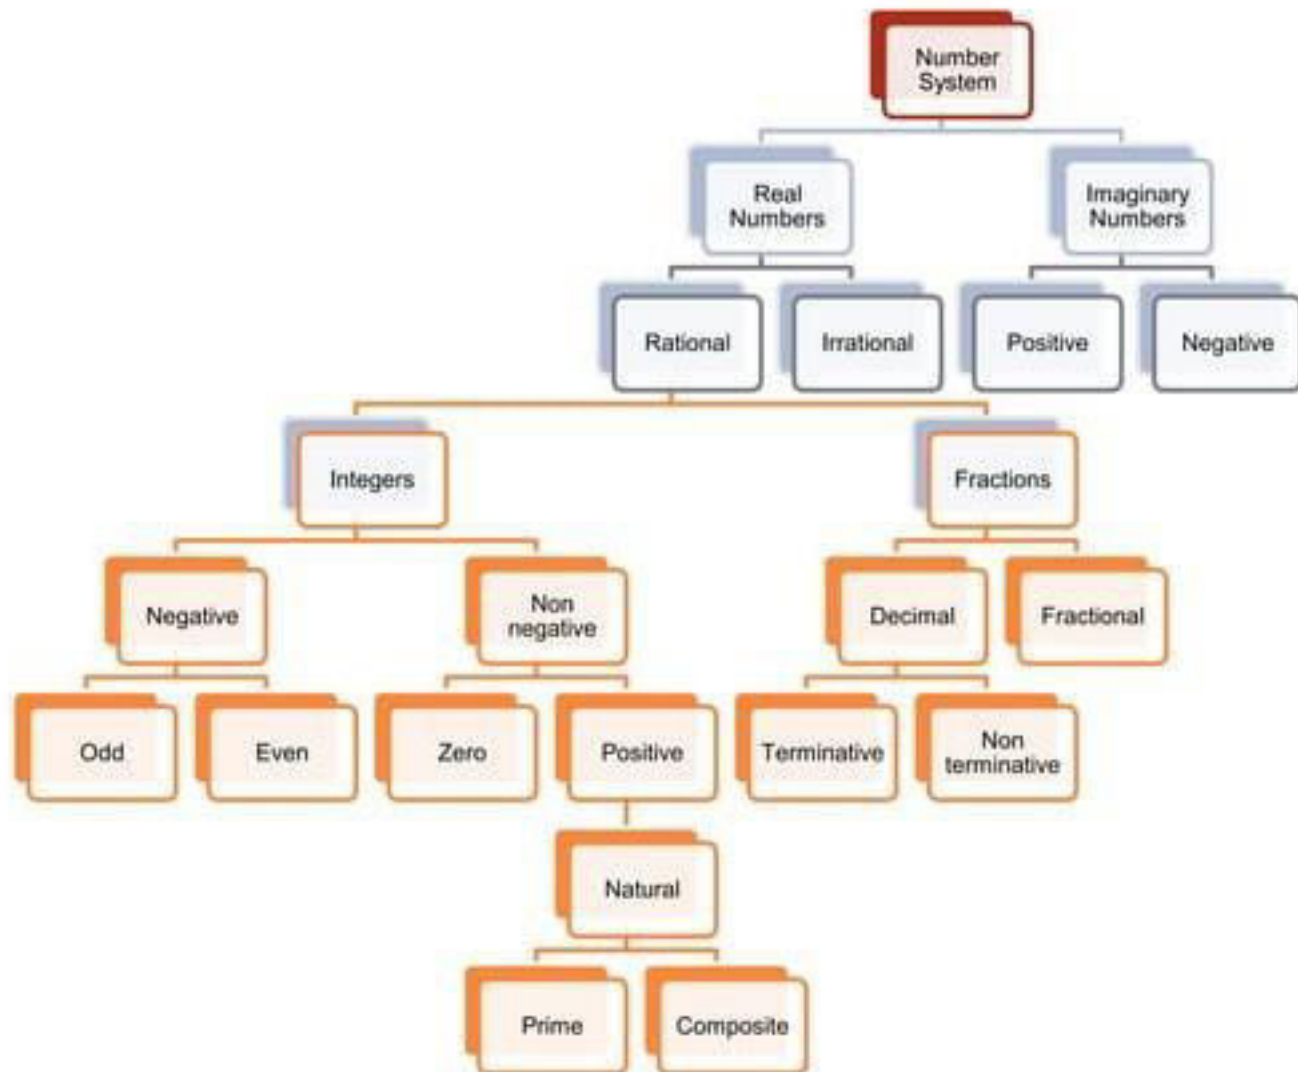 Number
System
Real
Numbers
Imaginary
Numbers
Rational
Irrational
Positive
Negative
Integers
Fractions
Negative
Non
negative
Decimal
Fractional
Odd
Even
Zero
Positive
Terminative
Non
terminative
Natural
Prime
Composite